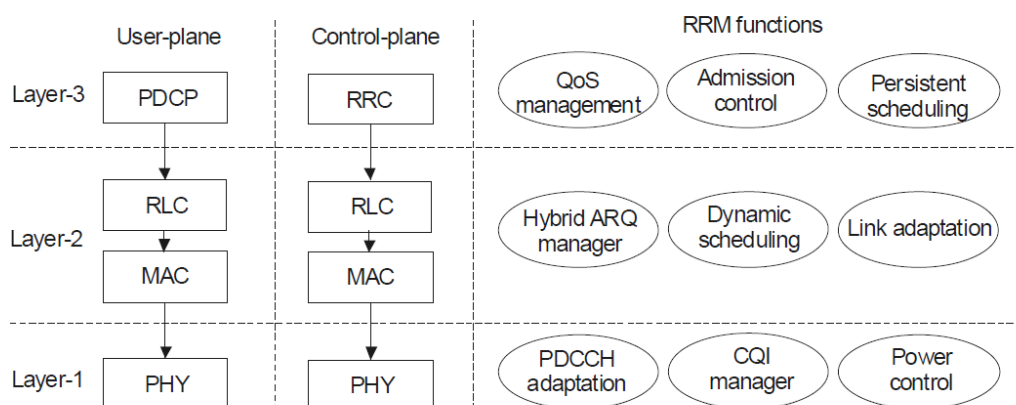 User-plane
Control-plane
RRM functions
Layer-3
PDCP
RRC
QoS
management
Admission
control
Persistent
scheduling
Layer-2
RLC
RLC
MAC
MAC
Hybrid ARQ
manager
Dynamic
scheduling
Link adaptation
Layer-1
PHY
PHY
PDCCH
adaptation
CQI
manager
Power
control